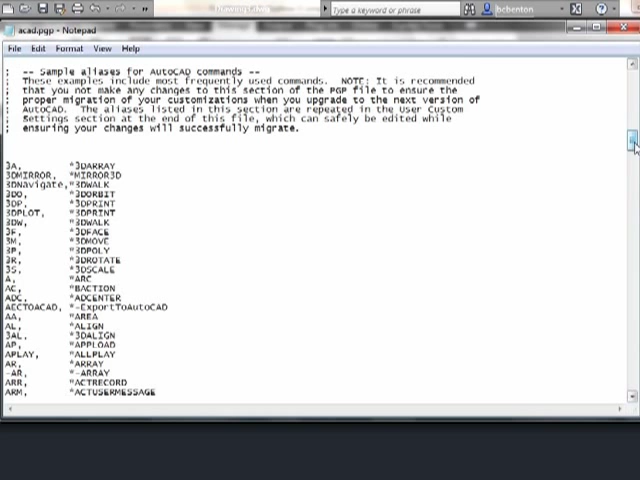 Drawing1.dwg
Type a keyword or phrase
bcbenton
acad.pgp - Notepad
File Edit Format View Help
;  -- Sample aliases for AutoCAD commands --
;  These examples include most frequently used commands.  NOTE: It is recommended
;  that you not make any changes to this section of the PGP file to ensure the
;  proper migration of your customizations when you upgrade to the next version of
;  AutoCAD.  The aliases listed in this section are repeated in the User Custom
;  Settings section at the end of this file, which can safely be edited while
;  ensuring your changes will successfully migrate.
3A, *3DARRAY
3DMIRROR, *MIRROR3D
3DNavigate,*3DWALK
3DO, *3DORBIT
3DP, *3DPRINT
3DPLOT, *3DPRINT
3DW, *3DWALK
3F, *3DFACE
3M, *3DMOVE
3P, *3DPOLY
3R, *3DROTATE
3S, *3DSCALE
A, *ARC
AC, *BACTION
ADC, *ADCENTER
AECTOACAD, *-ExportToAutoCAD
AA, *AREA
AL, *ALIGN
3AL, *3DALIGN
AP, *APPLOAD
APLAY, *ALLPLAY
AR, *ARRAY
-AR, *-ARRAY
ARR, *ACTRECORD
ARM, *ACTUSERMESSAGE